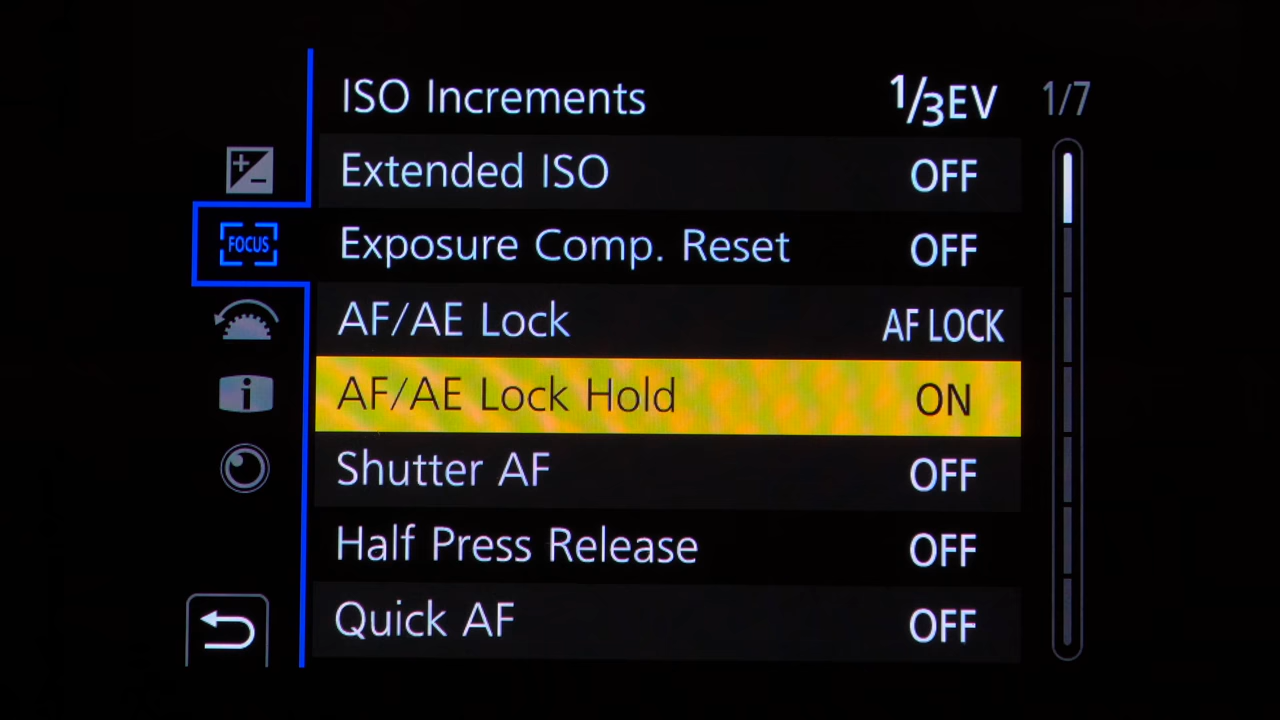 ISO Increments 1/3EV 1/7
Extended ISO OFF
FOCUS Exposure Comp. Reset OFF
AF/AE Lock AF LOCK
AF/AE Lock Hold ON
Shutter AF OFF
Half Press Release OFF
Quick AF OFF